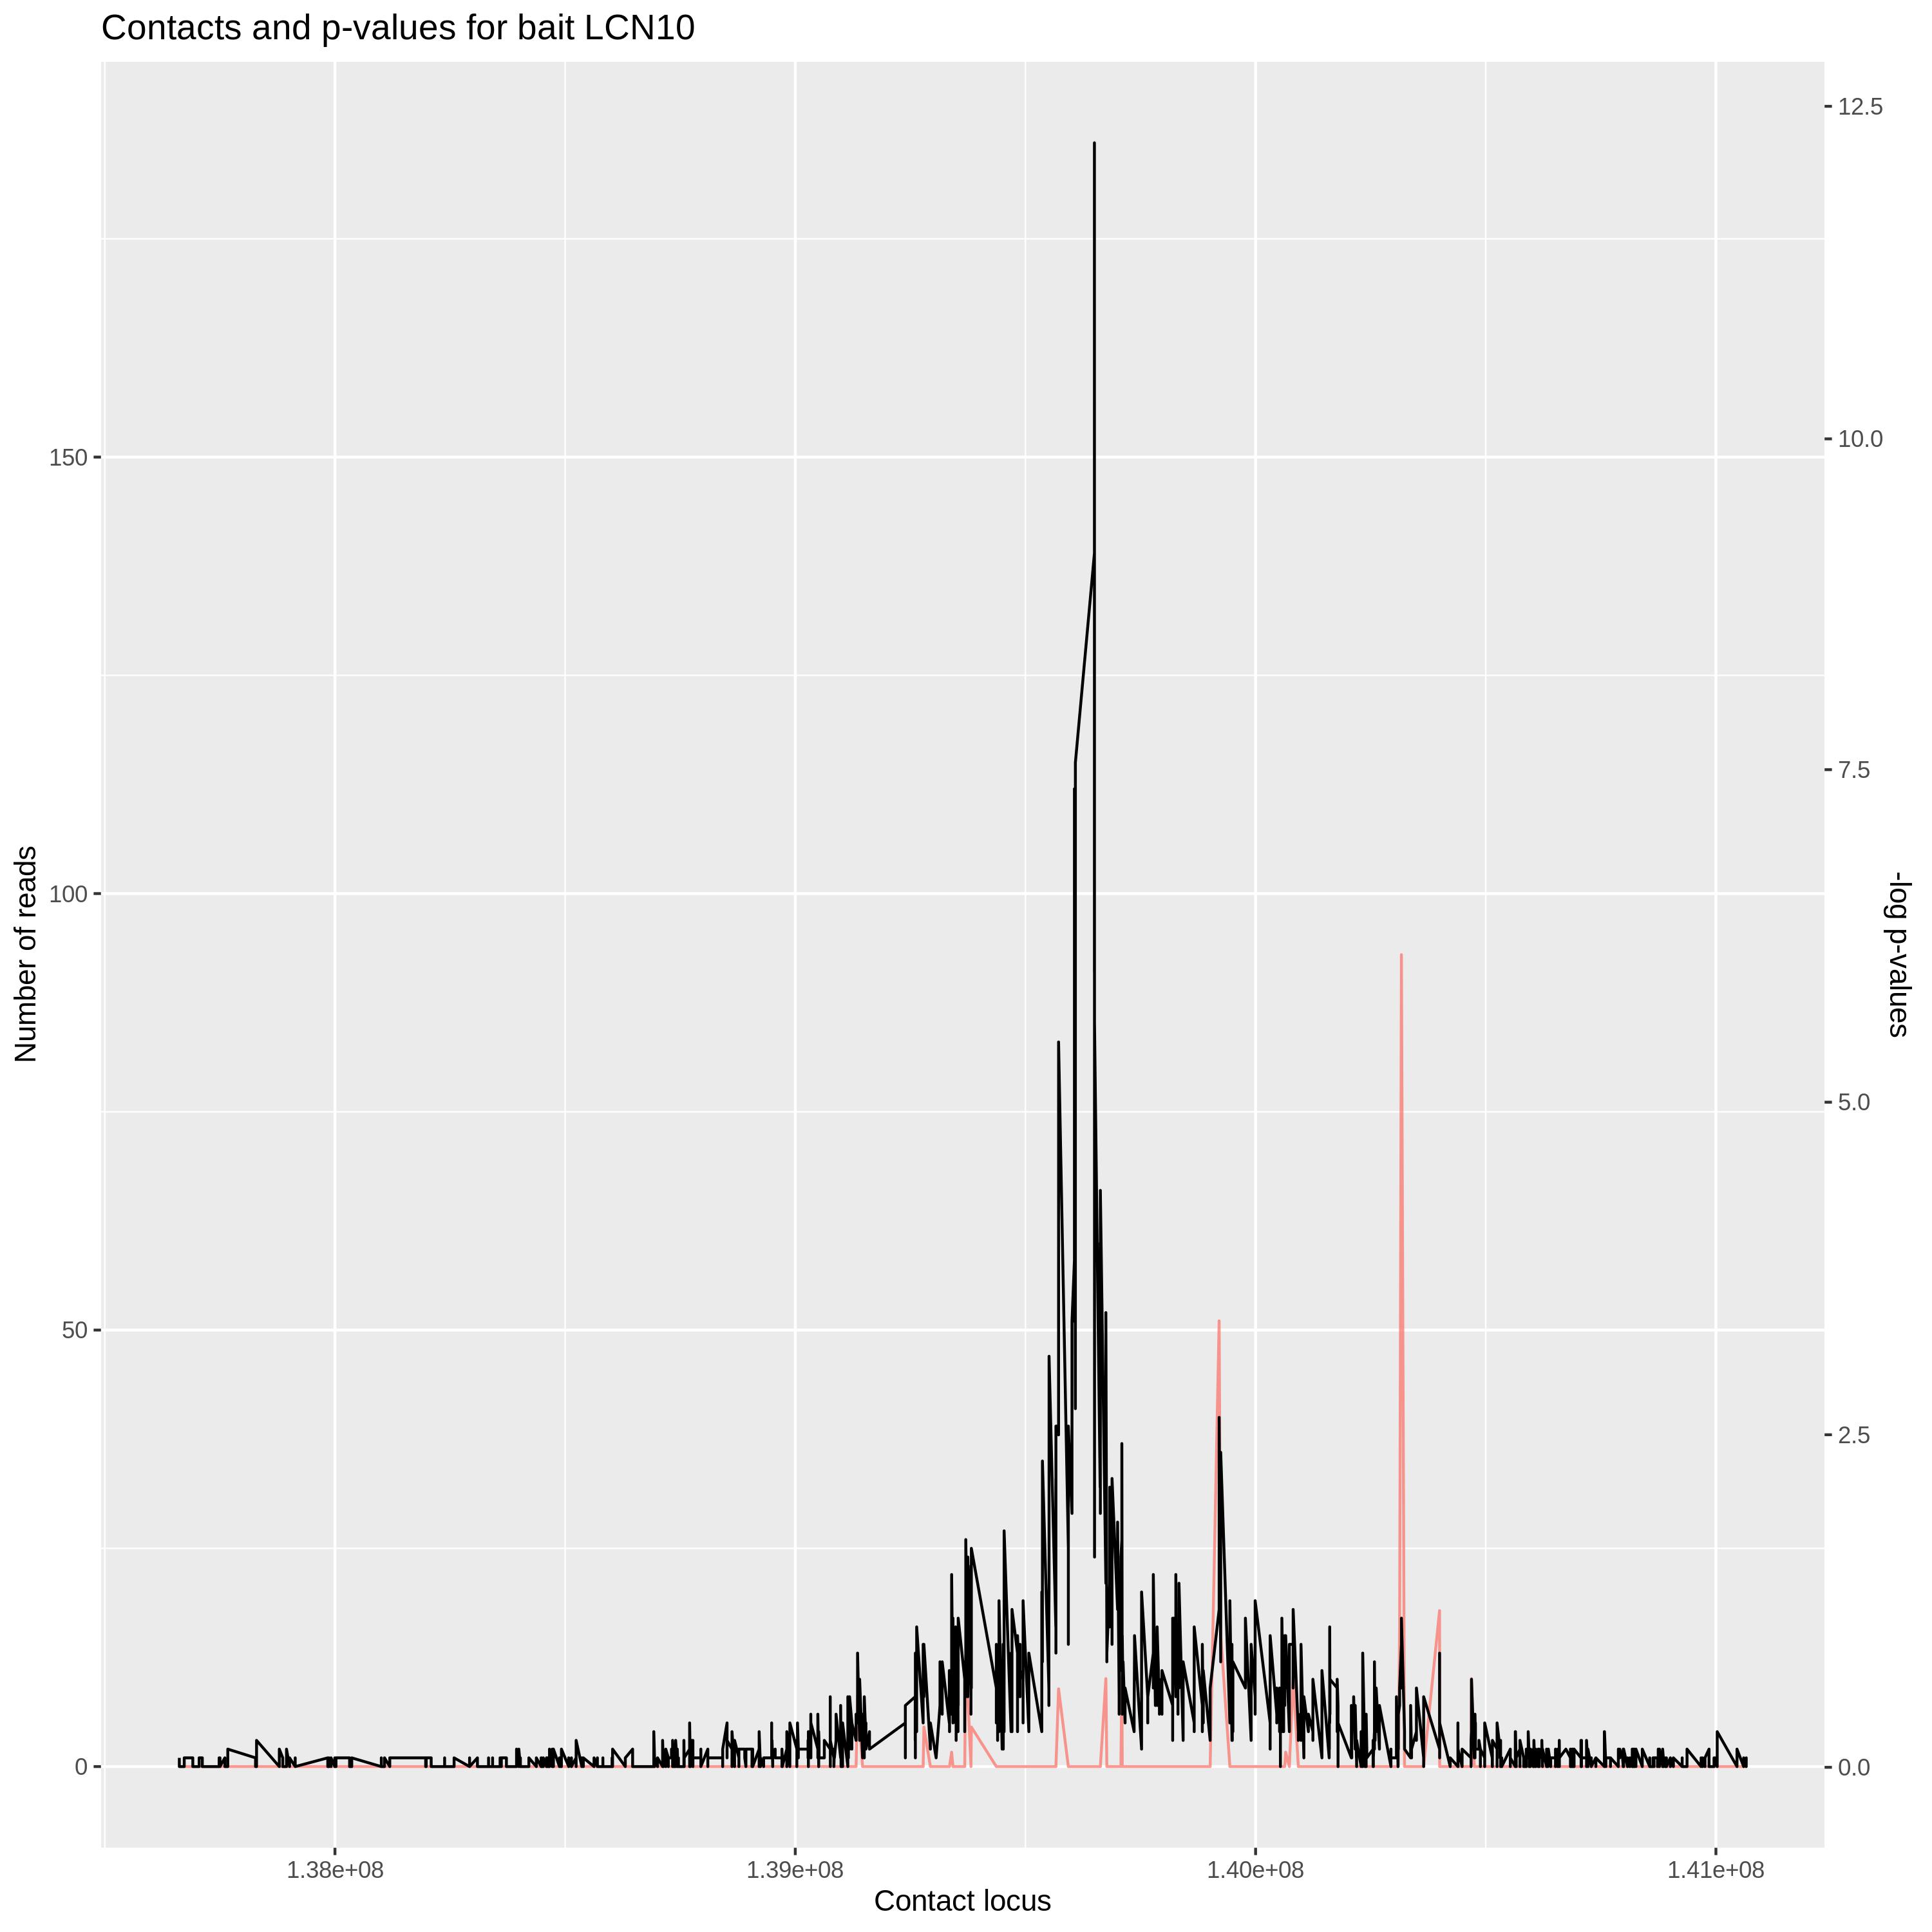 Contacts and p-values for bait LCN10
12.5
10.0
150
7.5
Number of reads
100
-log p-values
5.0
50
2.5
0
0.0
1.38e+08
1.39e+08
1.40e+08
1.41e+08
Contact locus